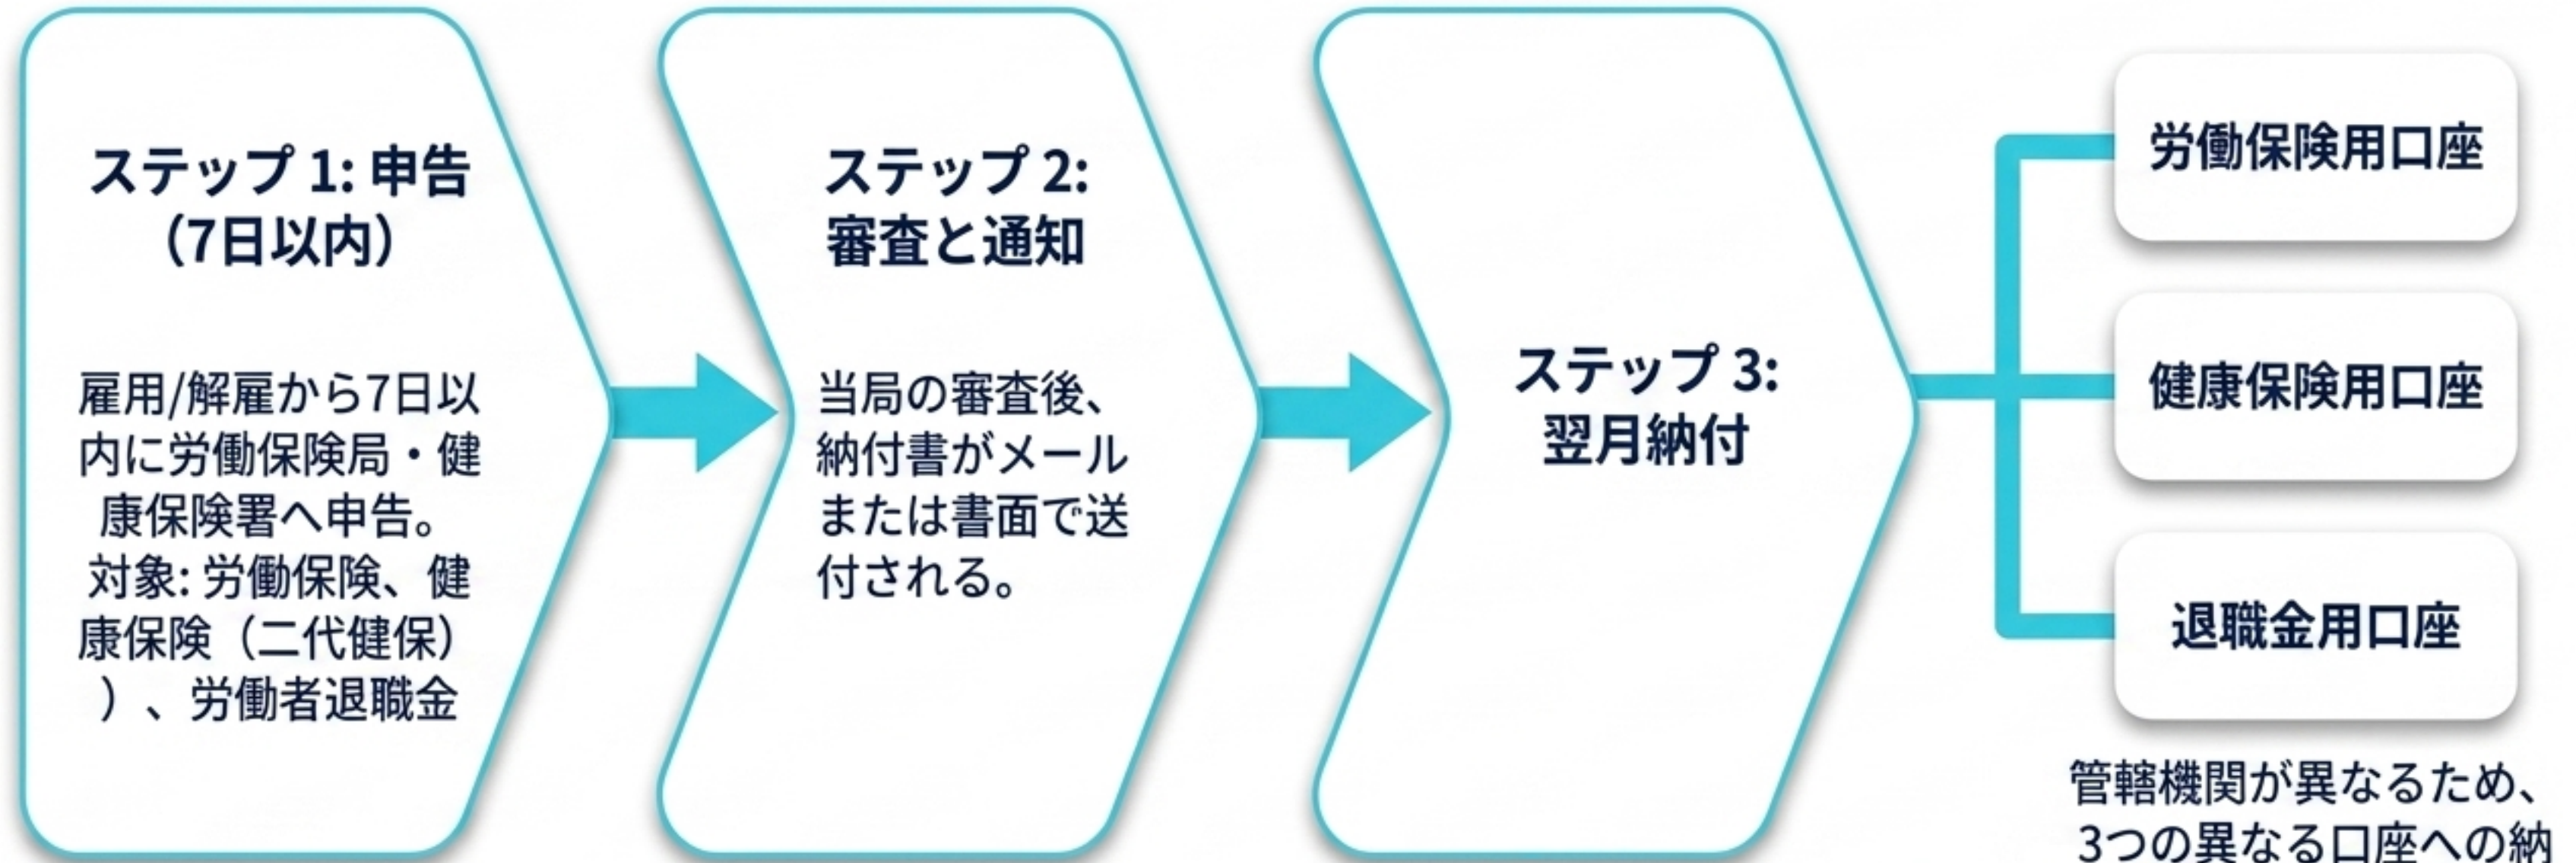 ステップ 1: 申告
（7日以内）
雇用/解雇から7日以
内に労働保険局・健
康保険署へ申告。
対象: 労働保険、健
康保険（二代健保）
）、労働者退職金
ステップ 2:
審査と通知
当局の審査後、
納付書がメール
または書面で送
付される。
ステップ 3:
翌月納付
労働保険用口座
健康保険用口座
退職金用口座
管轄機関が異なるため、
3つの異なる口座への納